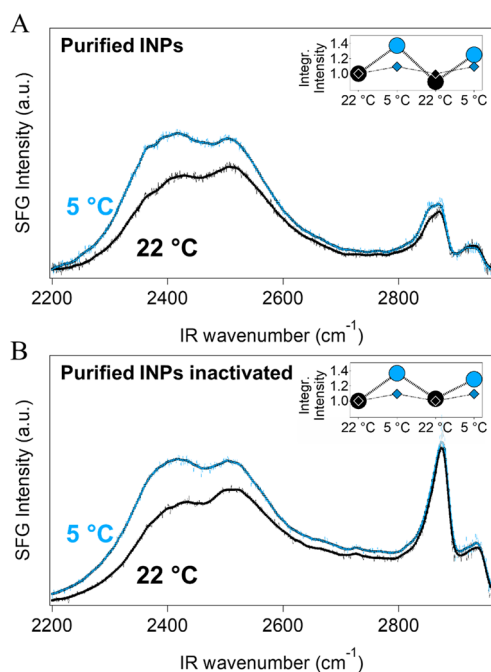 A
Purified INPs
Integr.
Intensity
1.4
1.2
1.0
22 °C 5 °C 22 °C 5 °C
SFG Intensity (a.u.)
5 °C
22 °C
2200 2400 2600 2800
IR wavenumber (cm-1)
B
Purified INPs inactivated
Integr.
Intensity
1.4
1.2
1.0
22 °C 5 °C 22 °C 5 °C
SFG Intensity (a.u.)
5 °C
22 °C
2200 2400 2600 2800
IR wavenumber (cm-1)